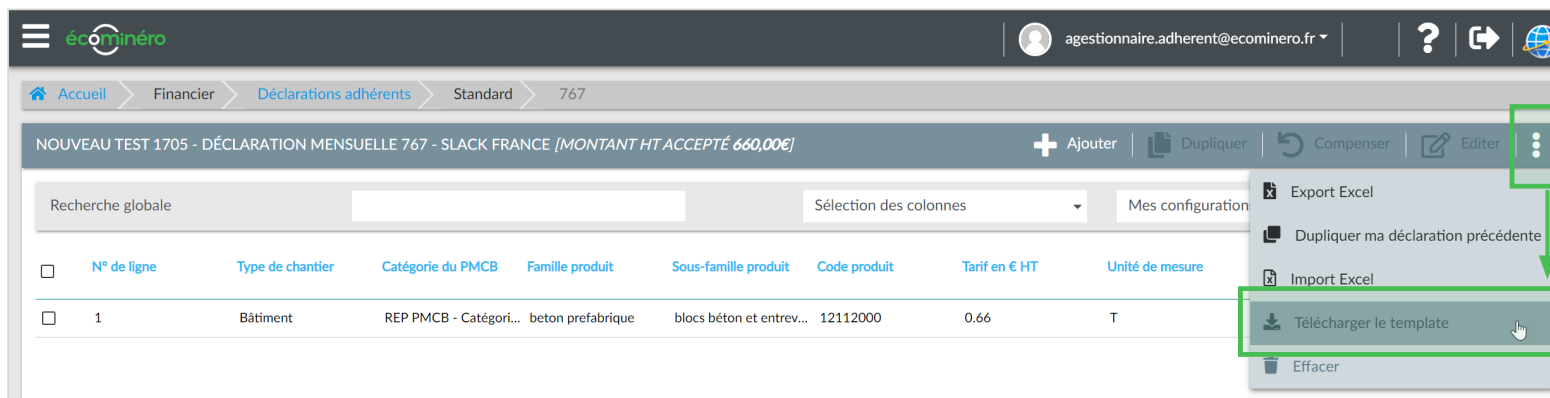 écominéro
agestionnaire.adherent@ecominero.fr
?
Accueil Financier Déclarations adhérents Standard 767
NOUVEAU TEST 1705 - DÉCLARATION MENSUELLE 767 - SLACK FRANCE [MONTANT HT ACCEPTÉ 660,00€] Ajouter Dupliquer Compenser Editer
Recherche globale Sélection des colonnes Mes configuration
Export Excel
Dupliquer ma déclaration précédente
Import Excel
Télécharger le template
Effacer
N° de ligne Type de chantier Catégorie du PMCB Famille produit Sous-famille produit Code produit Tarif en € HT Unité de mesure
1 Bâtiment REP PMCB - Catégori... beton prefabrique blocs béton et entrev... 12112000 0.66 T